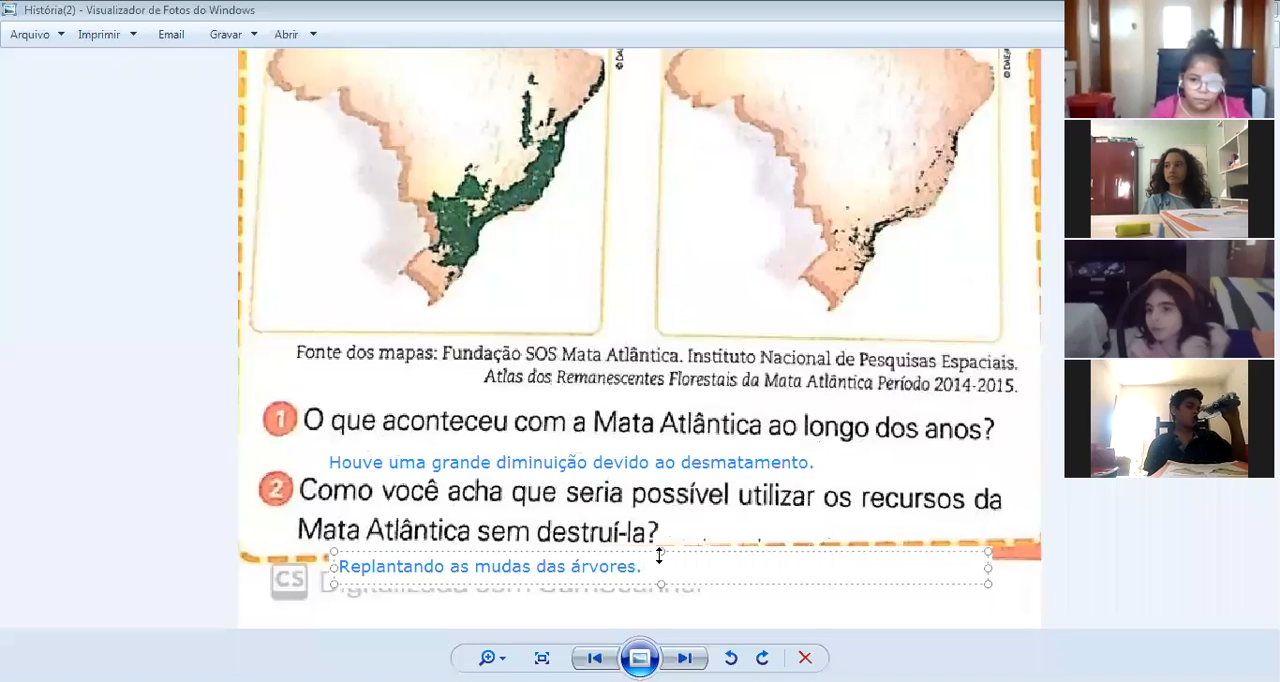 História(2) - Visualizador de Fotos do Windows
Arquivo Imprimir Email Gravar Abrir
Fonte dos mapas: Fundação SOS Mata Atlântica. Instituto Nacional de Pesquisas Espaciais.
Atlas dos Remanescentes Florestais da Mata Atlântica Período 2014-2015.
1 O que aconteceu com a Mata Atlântica ao longo dos anos?
Houve uma grande diminuição devido ao desmatamento.
2 Como você acha que seria possível utilizar os recursos da
Mata Atlântica sem destruí-la?
Replantando as mudas das árvores.
CS Digitalizada com CamScanner